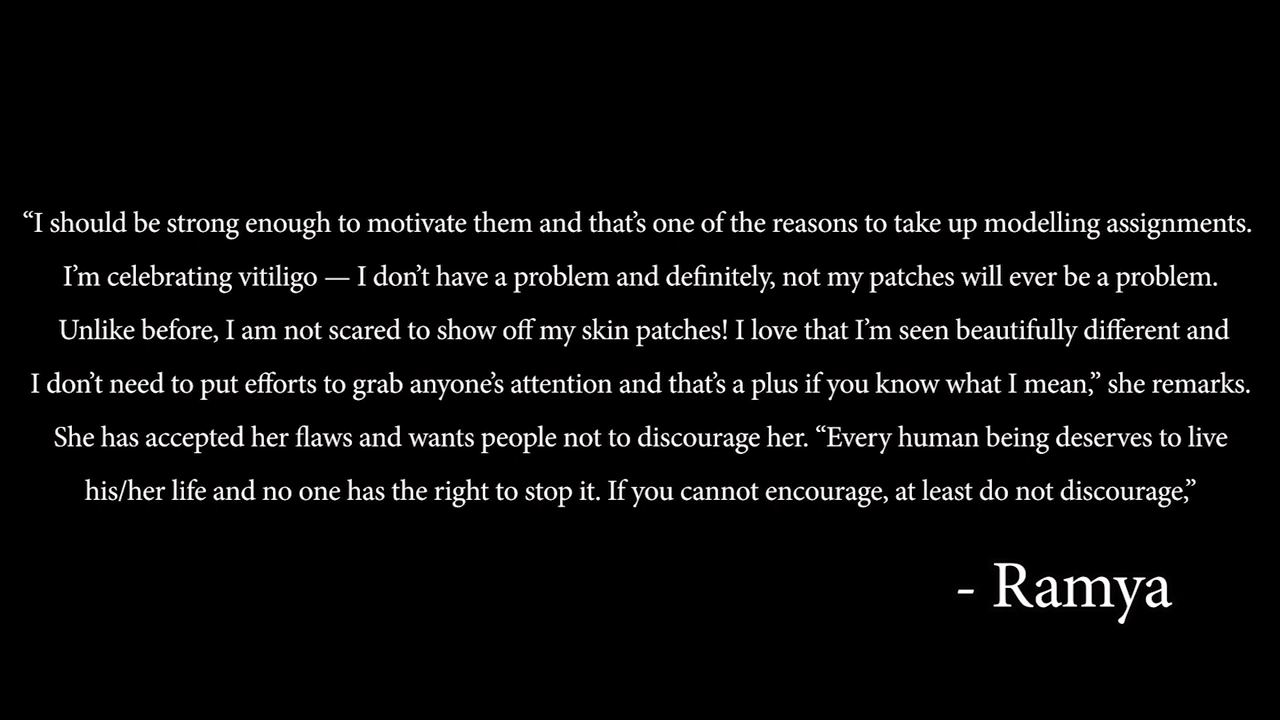 “I should be strong enough to motivate them and that’s one of the reasons to take up modelling assignments.
I’m celebrating vitiligo — I don’t have a problem and definitely, not my patches will ever be a problem.
Unlike before, I am not scared to show off my skin patches! I love that I’m seen beautifully different and
I don’t need to put efforts to grab anyone’s attention and that’s a plus if you know what I mean,” she remarks.
She has accepted her flaws and wants people not to discourage her. “Every human being deserves to live
his/her life and no one has the right to stop it. If you cannot encourage, at least do not discourage,”
- Ramya